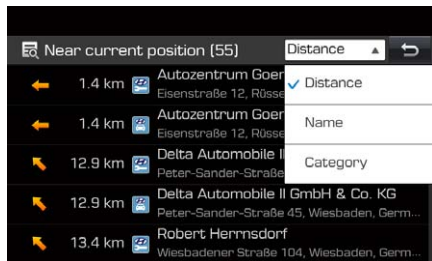 Near current position (55)
Distance
1.4 km
Autozentrum Goer
Eisenstraße 12, Rüsse
1.4 km
Autozentrum Goer
Eisenstraße 12, Rüsse
12.9 km
Delta Automobile II
Peter-Sander-Straße
12.9 km
Delta Automobile II GmbH & Co. KG
Peter-Sander-Straße 45, Wiesbaden, Germ...
13.4 km
Robert Herrnsdorf
Wiesbadener Straße 104, Wiesbaden, Germ...
Distance
Name
Category